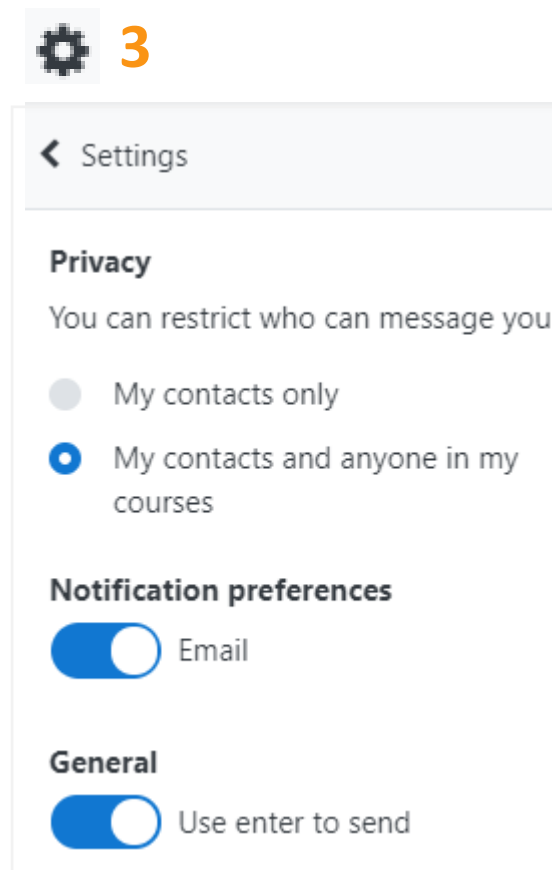 3
Settings
Privacy
You can restrict who can message you
My contacts only
My contacts and anyone in my
courses
Notification preferences
Email
General
Use enter to send